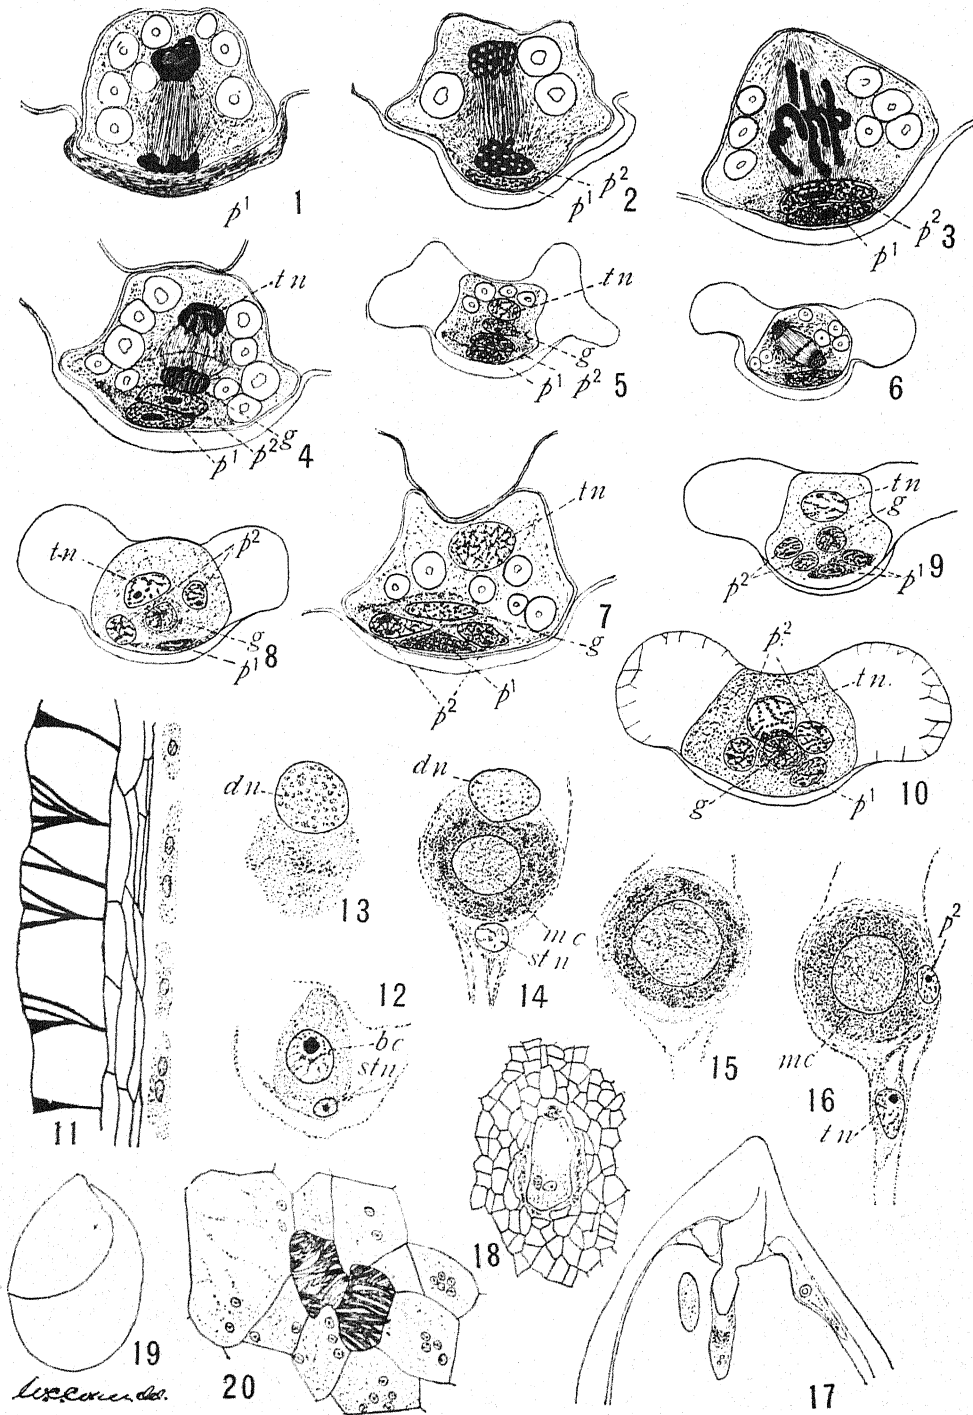 1
p¹
2
p²
p¹
3
p²
p¹
tn
4
g
p²
p¹
tn
5
g
p¹ p²
6
tn
p²
8
g
p¹
tn
7
g
p¹
p²
tn
g
9
p²
p¹
p²
tn.
10
g
p¹
11
dn
13
dn
mc
stn
14
12
bc
stn
15
p²
mc
16
tn
18
19
20
17